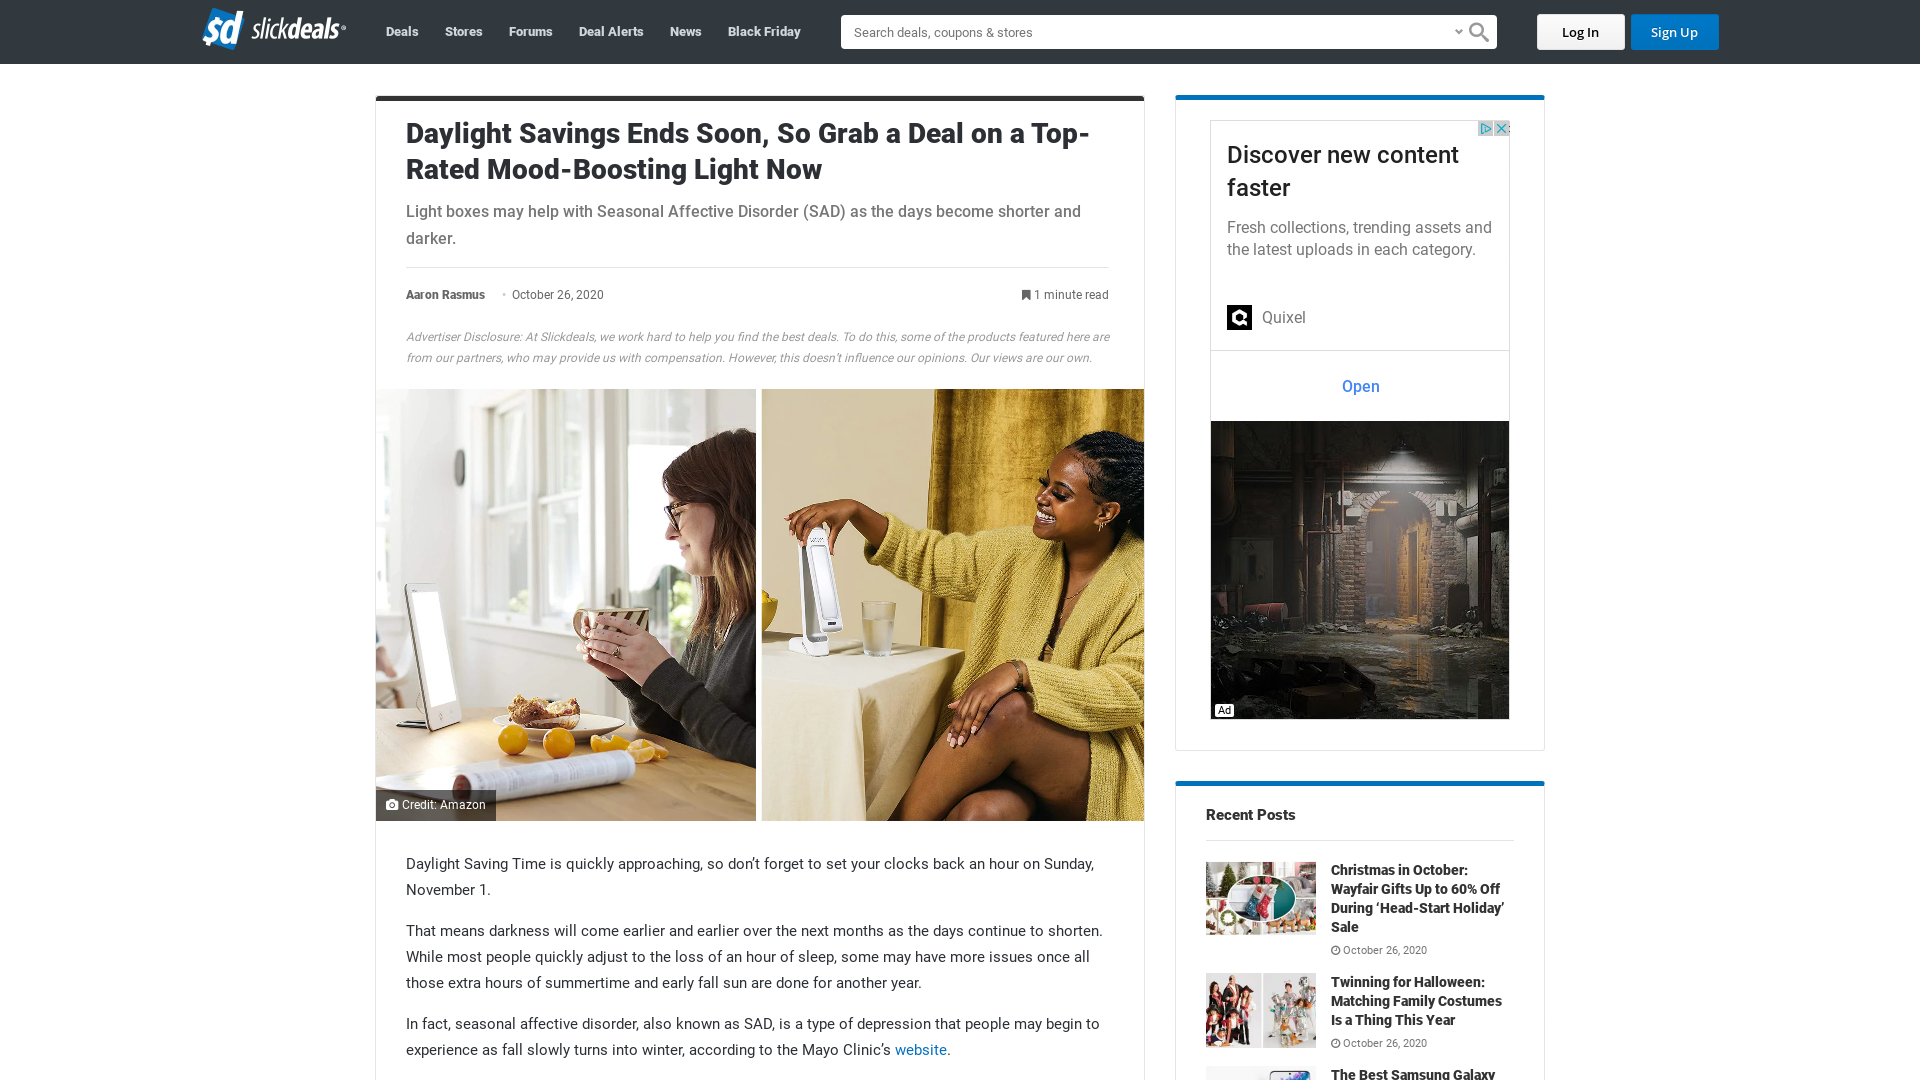 sd slickdeals
Deals Stores Forums Deal Alerts News Black Friday
Search deals, coupons & stores
Log In
Sign Up
Daylight Savings Ends Soon, So Grab a Deal on a Top-
Rated Mood-Boosting Light Now
Light boxes may help with Seasonal Affective Disorder (SAD) as the days become shorter and
darker.
Aaron Rasmus • October 26, 2020
1 minute read
Advertiser Disclosure: At Slickdeals, we work hard to help you find the best deals. To do this, some of the products featured here are
from our partners, who may provide us with compensation. However, this doesn’t influence our opinions. Our views are our own.
Credit: Amazon
Daylight Saving Time is quickly approaching, so don’t forget to set your clocks back an hour on Sunday,
November 1.
That means darkness will come earlier and earlier over the next months as the days continue to shorten.
While most people quickly adjust to the loss of an hour of sleep, some may have more issues once all
those extra hours of summertime and early fall sun are done for another year.
In fact, seasonal affective disorder, also known as SAD, is a type of depression that people may begin to
experience as fall slowly turns into winter, according to the Mayo Clinic’s website.
Discover new content
faster
Fresh collections, trending assets and
the latest uploads in each category.
Quixel
Open
Ad
Recent Posts
Christmas in October:
Wayfair Gifts Up to 60% Off
During ‘Head-Start Holiday’
Sale
October 26, 2020
Twinning for Halloween:
Matching Family Costumes
Is a Thing This Year
October 26, 2020
The Best Samsung Galaxy